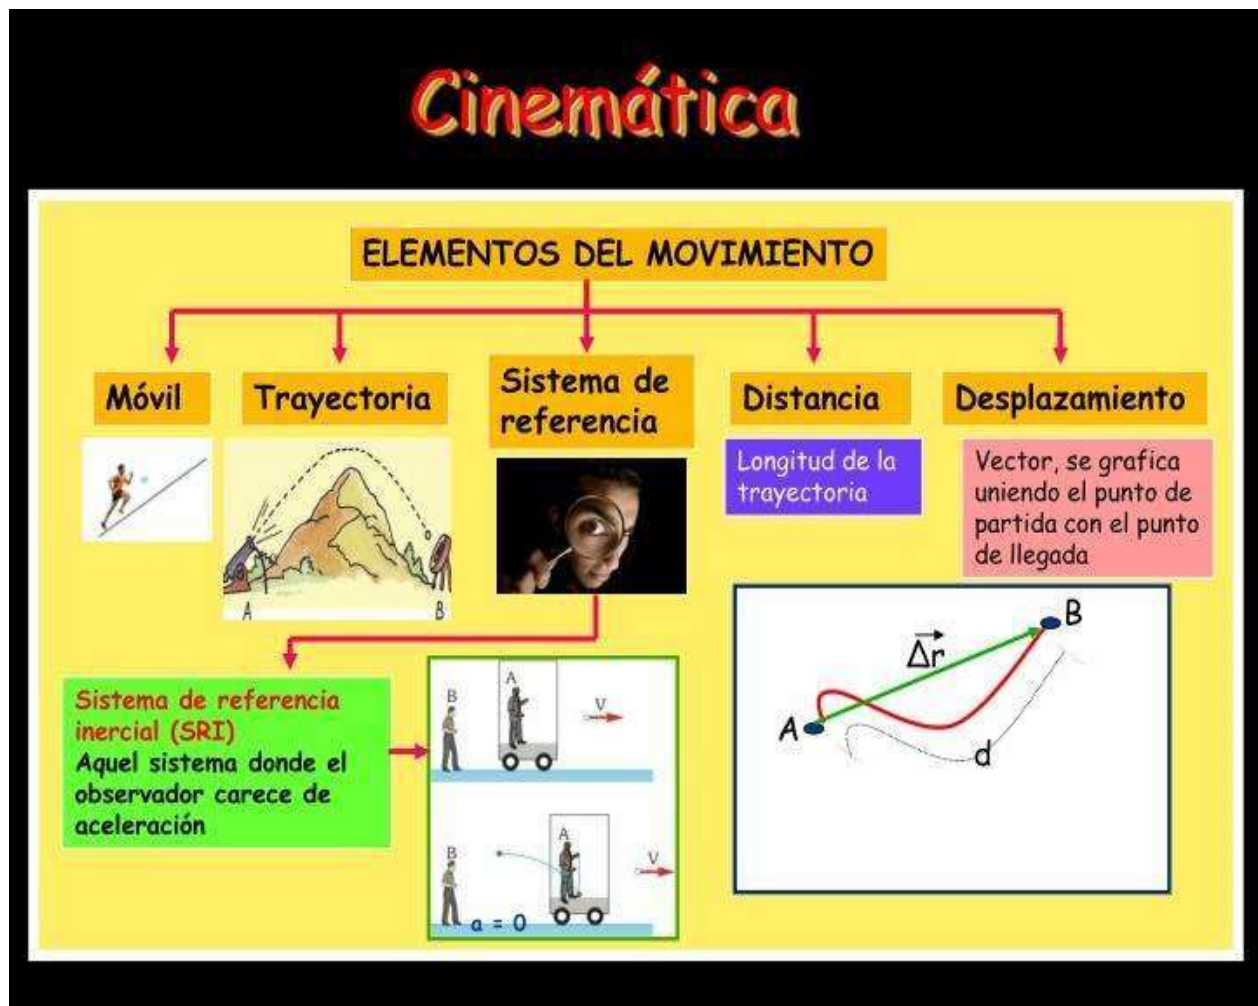 Cinemática
ELEMENTOS DEL MOVIMIENTO
Móvil
Trayectoria
Sistema de
referencia
Distancia
Desplazamiento
Longitud de la
trayectoria
Vector, se grafica
uniendo el punto de
partida con el punto
de llegada
A
B
Sistema de referencia
inercial (SRI)
Aquel sistema donde el
observador carece de
aceleración
B
A
V
B
A
V
a = 0
A
Δr
B
d